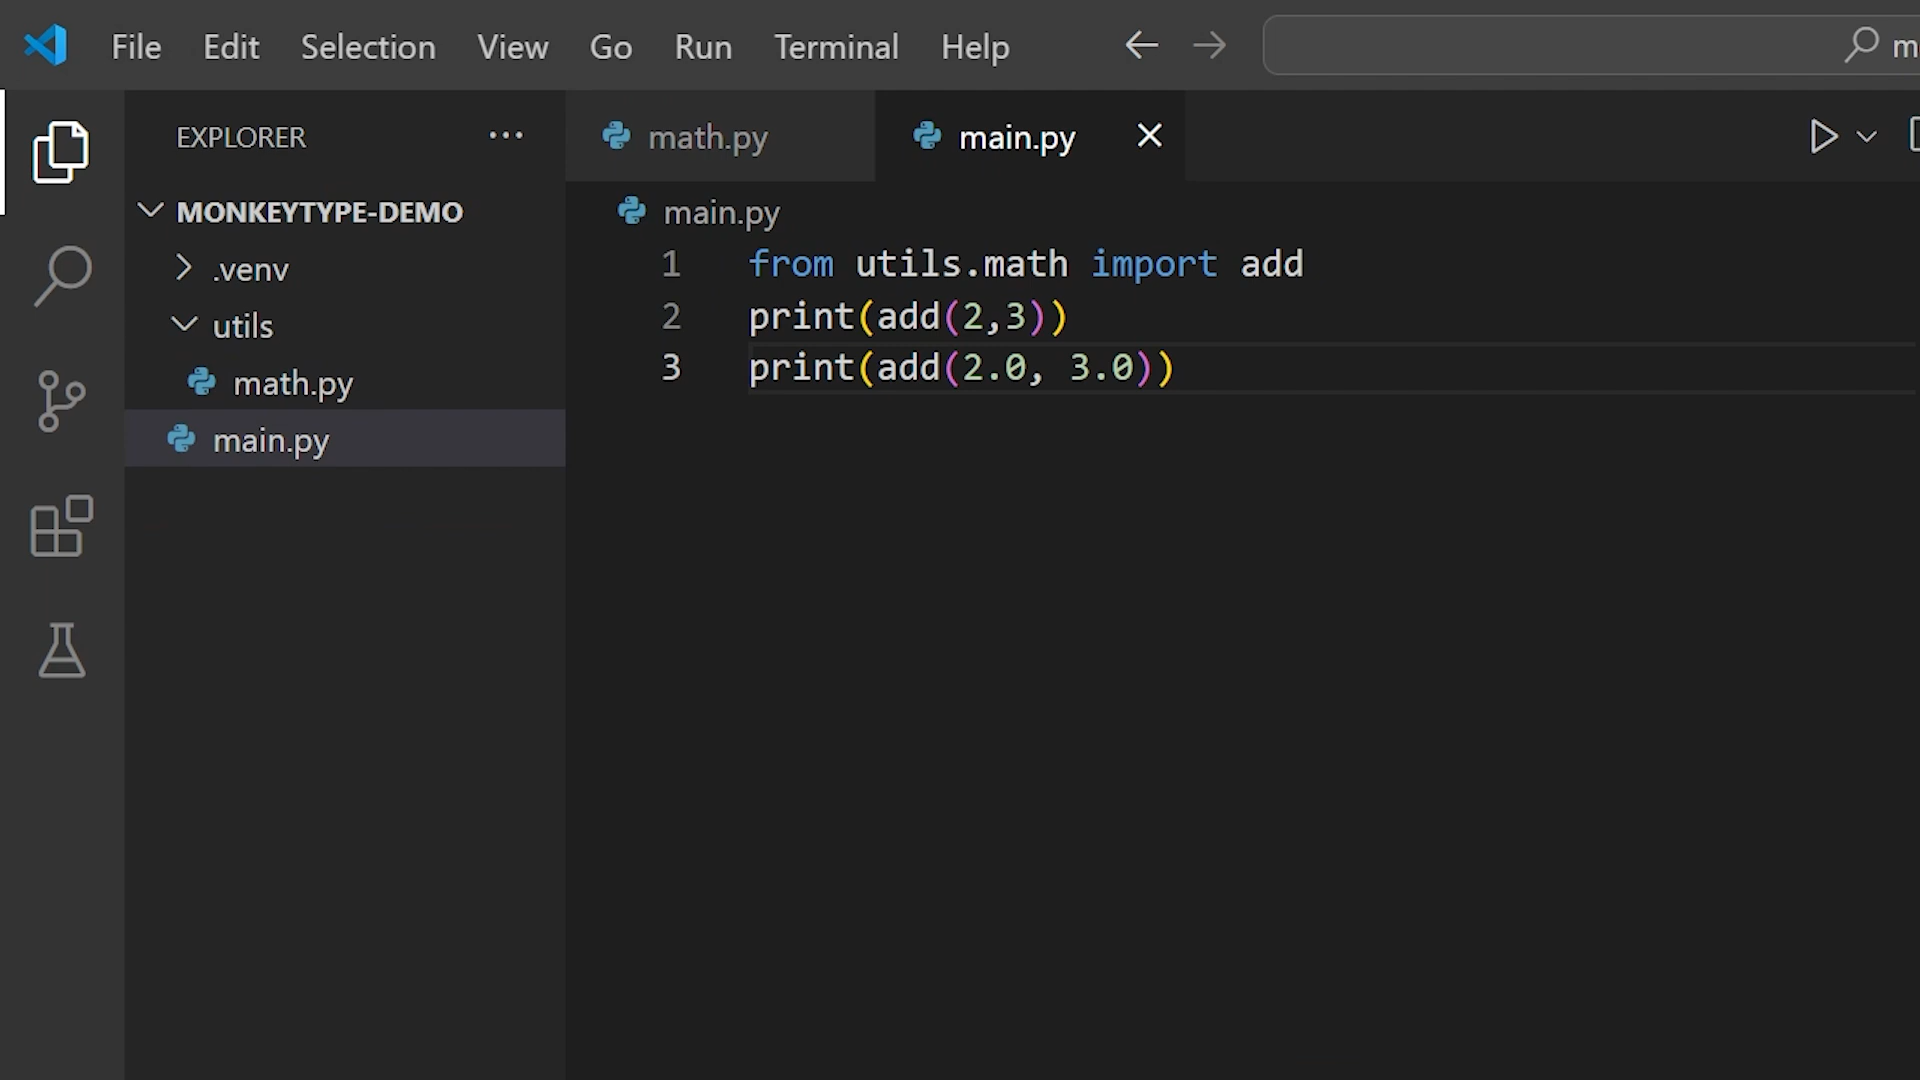 File Edit Selection View Go Run Terminal Help
EXPLORER
MONKEYTYPE-DEMO
.venv
utils
math.py
main.py
math.py main.py
main.py
1 from utils.math import add
2 print(add(2,3))
3 print(add(2.0, 3.0))